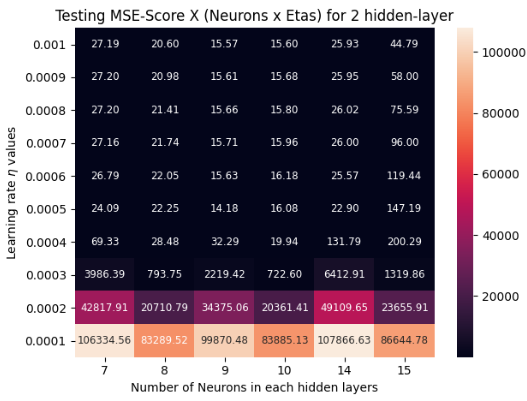 Testing MSE-Score X (Neurons x Etas) for 2 hidden-layer
0.001 27.19 20.60 15.57 15.60 25.93 44.79
0.0009 27.20 20.98 15.61 15.68 25.95 58.00
0.0008 27.20 21.41 15.66 15.80 26.02 75.59
0.0007 27.16 21.74 15.71 15.96 26.00 96.00
0.0006 26.79 22.05 15.63 16.18 25.57 119.44
0.0005 24.09 22.25 14.18 16.08 22.90 147.19
0.0004 69.33 28.48 32.29 19.94 131.79 200.29
0.0003 3986.39 793.75 2219.42 722.60 6412.91 1319.86
0.0002 42817.91 20710.79 34375.06 20361.41 49109.65 23655.91
0.0001 106334.56 83289.52 99870.48 83885.13 107866.63 86644.78
7 8 9 10 14 15
Number of Neurons in each hidden layers
Learning rate η values
100000
80000
60000
40000
20000